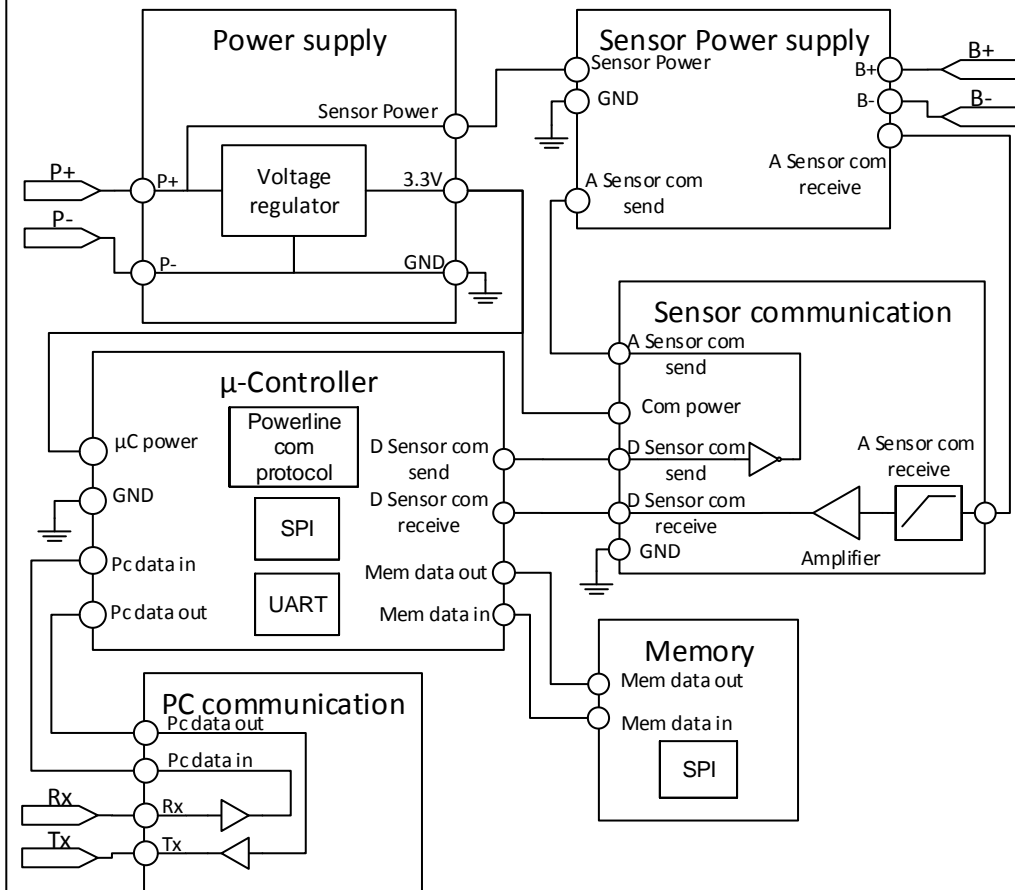 Power supply
Sensor Power
P+
P+
Voltage
regulator
3.3V
P-
P-
GND
Sensor Power supply
Sensor Power
GND
B+
B+
B-
B-
A Sensor com
receive
A Sensor com
send
Sensor communication
A Sensor com
send
Com power
D Sensor com
send
A Sensor com
receive
D Sensor com
receive
GND
Amplifier
μ-Controller
Powerline
com
protocol
μC power
D Sensor com
send
GND
D Sensor com
receive
SPI
Pc data in
Mem data out
UART
Pc data out
Mem data in
Memory
Mem data out
Mem data in
SPI
PC communication
Pc data out
Pc data in
Rx
Rx
Tx
Tx